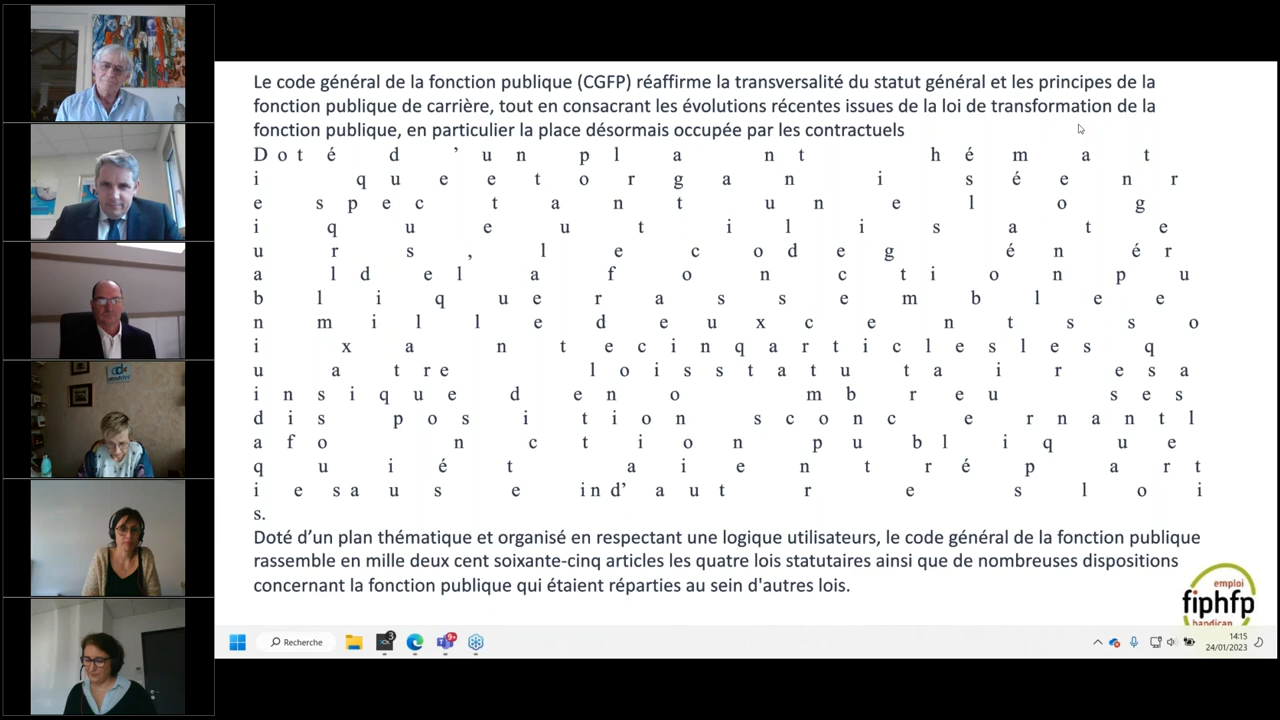 Le code général de la fonction publique (CGFP) réaffirme la transversalité du statut général et les principes de la
fonction publique de carrière, tout en consacrant les évolutions récentes issues de la loi de transformation de la
fonction publique, en particulier la place désormais occupée par les contractuels
D o t é d ’ u n p l a n t h é m a t
i q u e e t o r g a n i s é e n r
e s p e c t a n t u n e l o g
i q u e u t i l i s a t e
u r s , l e c o d e g é n é r
a l d e l a f o n c t i o n p u
b l i q u e r a s s e m b l e e
n m i l l e d e u x c e n t s s o
i x a n t e c i n q a r t i c l e s l e s q
u a t r e l o i s s t a t u t a i r e s a
i n s i q u e d e n o m b r e u s e s
d i s p o s i t i o n s c o n c e r n a n t l
a f o n c t i o n p u b l i q u e
q u i é t a i e n t r é p a r t
i e s a u s e i n d’ a u t r e s l o i
s.
Doté d’un plan thématique et organisé en respectant une logique utilisateurs, le code général de la fonction publique
rassemble en mille deux cent soixante-cinq articles les quatre lois statutaires ainsi que de nombreuses dispositions
concernant la fonction publique qui étaient réparties au sein d'autres lois.
emploi
fiphfp
handicap
Recherche
3
9+
14:15
24/01/2023